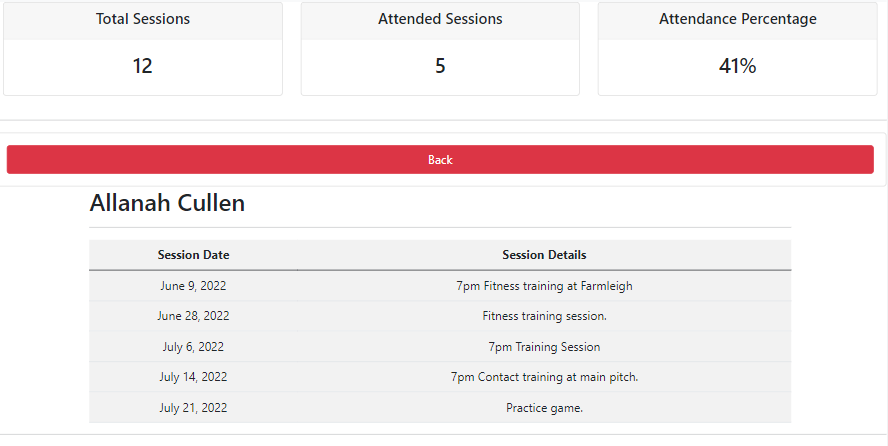 Total Sessions Attended Sessions Attendance Percentage
12 5 41%
Back
Allanah Cullen
Session Date Session Details
June 9, 2022 7pm Fitness training at Farmleigh
June 28, 2022 Fitness training session.
July 6, 2022 7pm Training Session
July 14, 2022 7pm Contact training at main pitch.
July 21, 2022 Practice game.